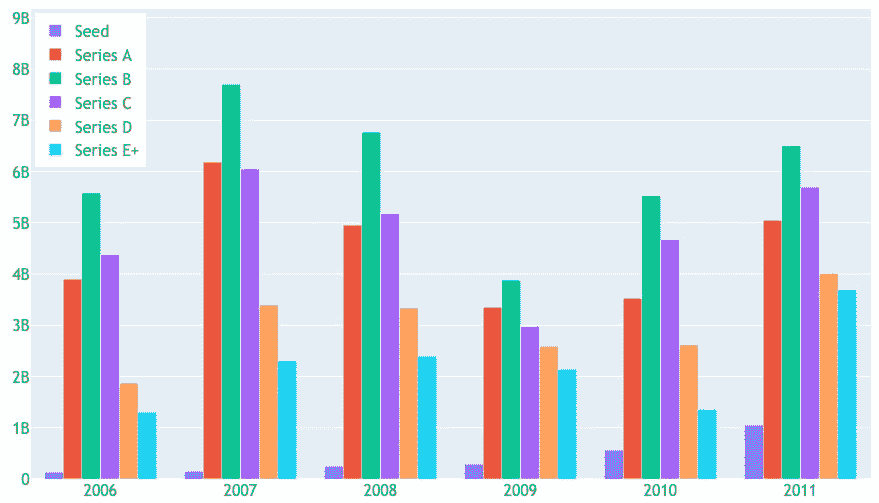 9B
8B
7B
6B
5B
4B
3B
2B
1B
0
Seed
Series A
Series B
Series C
Series D
Series E+
2006 2007 2008 2009 2010 2011